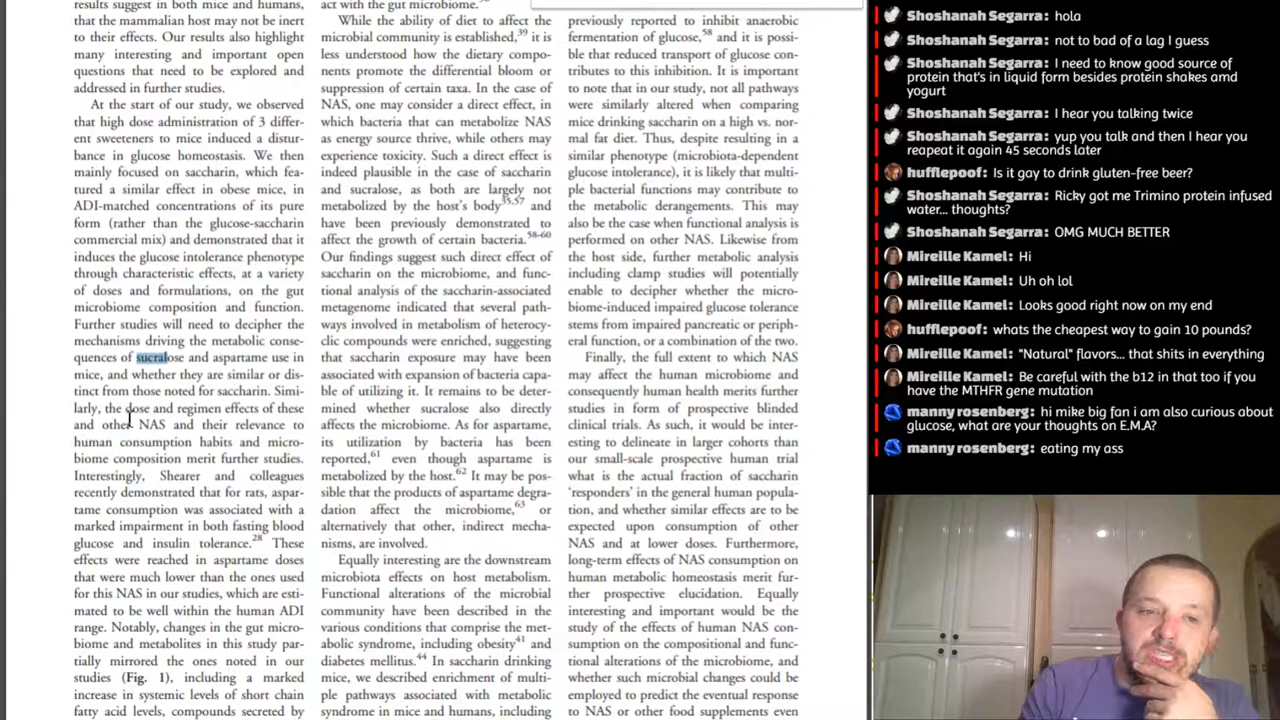 results suggest in both mice and humans,
that the mammalian host may not be inert
to their effects. Our results also highlight
many interesting and important open
questions that need to be explored and
addressed in further studies.
At the start of our study, we observed
that high dose administration of 3 differ-
ent sweeteners to mice induced a distur-
bance in glucose homeostasis. We then
mainly focused on saccharin, which fea-
tured a similar effect in obese mice, in
ADI-matched concentrations of its pure
form (rather than the glucose-saccharin
commercial mix) and demonstrated that it
induces the glucose intolerance phenotype
through characteristic effects, at a variety
of doses and formulations, on the gut
microbiome composition and function.
Further studies will need to decipher the
mechanisms driving the metabolic conse-
quences of sucralose and aspartame use in
mice, and whether they are similar or dis-
tinct from those noted for saccharin. Simi-
larly, the dose and regimen effects of these
and other NAS and their relevance to
human consumption habits and micro-
biome composition merit further studies.
Interestingly, Shearer and colleagues
recently demonstrated that for rats, aspar-
tame consumption was associated with a
marked impairment in both fasting blood
glucose and insulin tolerance.28 These
effects were reached in aspartame doses
that were much lower than the ones used
for this NAS in our studies, which are esti-
mated to be well within the human ADI
range. Notably, changes in the gut micro-
biome and metabolites in this study par-
tially mirrored the ones noted in our
studies (Fig. 1), including a marked
increase in systemic levels of short chain
fatty acid levels, compounds secreted by
act with the gut microbiome.
While the ability of diet to affect the
microbial community is established,39 it is
less understood how the dietary compo-
nents promote the differential bloom or
suppression of certain taxa. In the case of
NAS, one may consider a direct effect, in
which bacteria that can metabolize NAS
as energy source thrive, while others may
experience toxicity. Such a direct effect is
indeed plausible in the case of saccharin
and sucralose, as both are largely not
metabolized by the host's body35,57 and
have been previously demonstrated to
affect the growth of certain bacteria.58-60
Our findings suggest such direct effect of
saccharin on the microbiome, and func-
tional analysis of the saccharin-associated
metagenome indicated that several path-
ways involved in metabolism of heterocy-
clic compounds were enriched, suggesting
that saccharin exposure may have been
associated with expansion of bacteria capa-
ble of utilizing it. It remains to be deter-
mined whether sucralose also directly
affects the microbiome. As for aspartame,
its utilization by bacteria has been
reported,61 even though aspartame is
metabolized by the host.62 It may be pos-
sible that the products of aspartame degra-
dation affect the microbiome,63 or
alternatively that other, indirect mecha-
nisms, are involved.
Equally interesting are the downstream
microbiota effects on host metabolism.
Functional alterations of the microbial
community have been described in the
various conditions that comprise the met-
abolic syndrome, including obesity41 and
diabetes mellitus.44 In saccharin drinking
mice, we described enrichment of multi-
ple pathways associated with metabolic
syndrome in mice and humans, including
previously reported to inhibit anaerobic
fermentation of glucose,58 and it is possi-
ble that reduced transport of glucose con-
tributes to this inhibition. It is important
to note that in our study, not all pathways
were similarly altered when comparing
mice drinking saccharin on a high vs. nor-
mal fat diet. Thus, despite resulting in a
similar phenotype (microbiota-dependent
glucose intolerance), it is likely that multi-
ple bacterial functions may contribute to
the metabolic derangements. This may
also be the case when functional analysis is
performed on other NAS. Likewise from
the host side, further metabolic analysis
including clamp studies will potentially
enable to decipher whether the micro-
biome-induced impaired glucose tolerance
stems from impaired pancreatic or periph-
eral function, or a combination of the two.
Finally, the full extent to which NAS
may affect the human microbiome and
consequently human health merits further
studies in form of prospective blinded
clinical trials. As such, it would be inter-
esting to delineate in larger cohorts than
our small-scale prospective human trial
what is the actual fraction of saccharin
'responders' in the general human popula-
tion, and whether similar effects are to be
expected upon consumption of other
NAS and at lower doses. Furthermore,
long-term effects of NAS consumption on
human metabolic homeostasis merit fur-
ther prospective elucidation. Equally
interesting and important would be the
study of the effects of human NAS con-
sumption on the compositional and func-
tional alterations of the microbiome, and
whether such microbial changes could be
employed to predict the eventual response
to NAS or other food supplements even
Shoshanah Segarra: hola
Shoshanah Segarra: not to bad of a lag I guess
Shoshanah Segarra: I need to know good source of
protein that's in liquid form besides protein shakes amd
yogurt
Shoshanah Segarra: I hear you talking twice
Shoshanah Segarra: yup you talk and then I hear you
reapeat it again 45 seconds later
hufflepoof: Is it gay to drink gluten-free beer?
Shoshanah Segarra: Ricky got me Trimino protein infused
water... thoughts?
Shoshanah Segarra: OMG MUCH BETTER
Mireille Kamel: Hi
Mireille Kamel: Uh oh lol
Mireille Kamel: Looks good right now on my end
hufflepoof: whats the cheapest way to gain 10 pounds?
Mireille Kamel: "Natural" flavors... that shits in everything
Mireille Kamel: Be careful with the b12 in that too if you
have the MTHFR gene mutation
manny rosenberg: hi mike big fan i am also curious about
glucose, what are your thoughts on E.M.A?
manny rosenberg: eating my ass